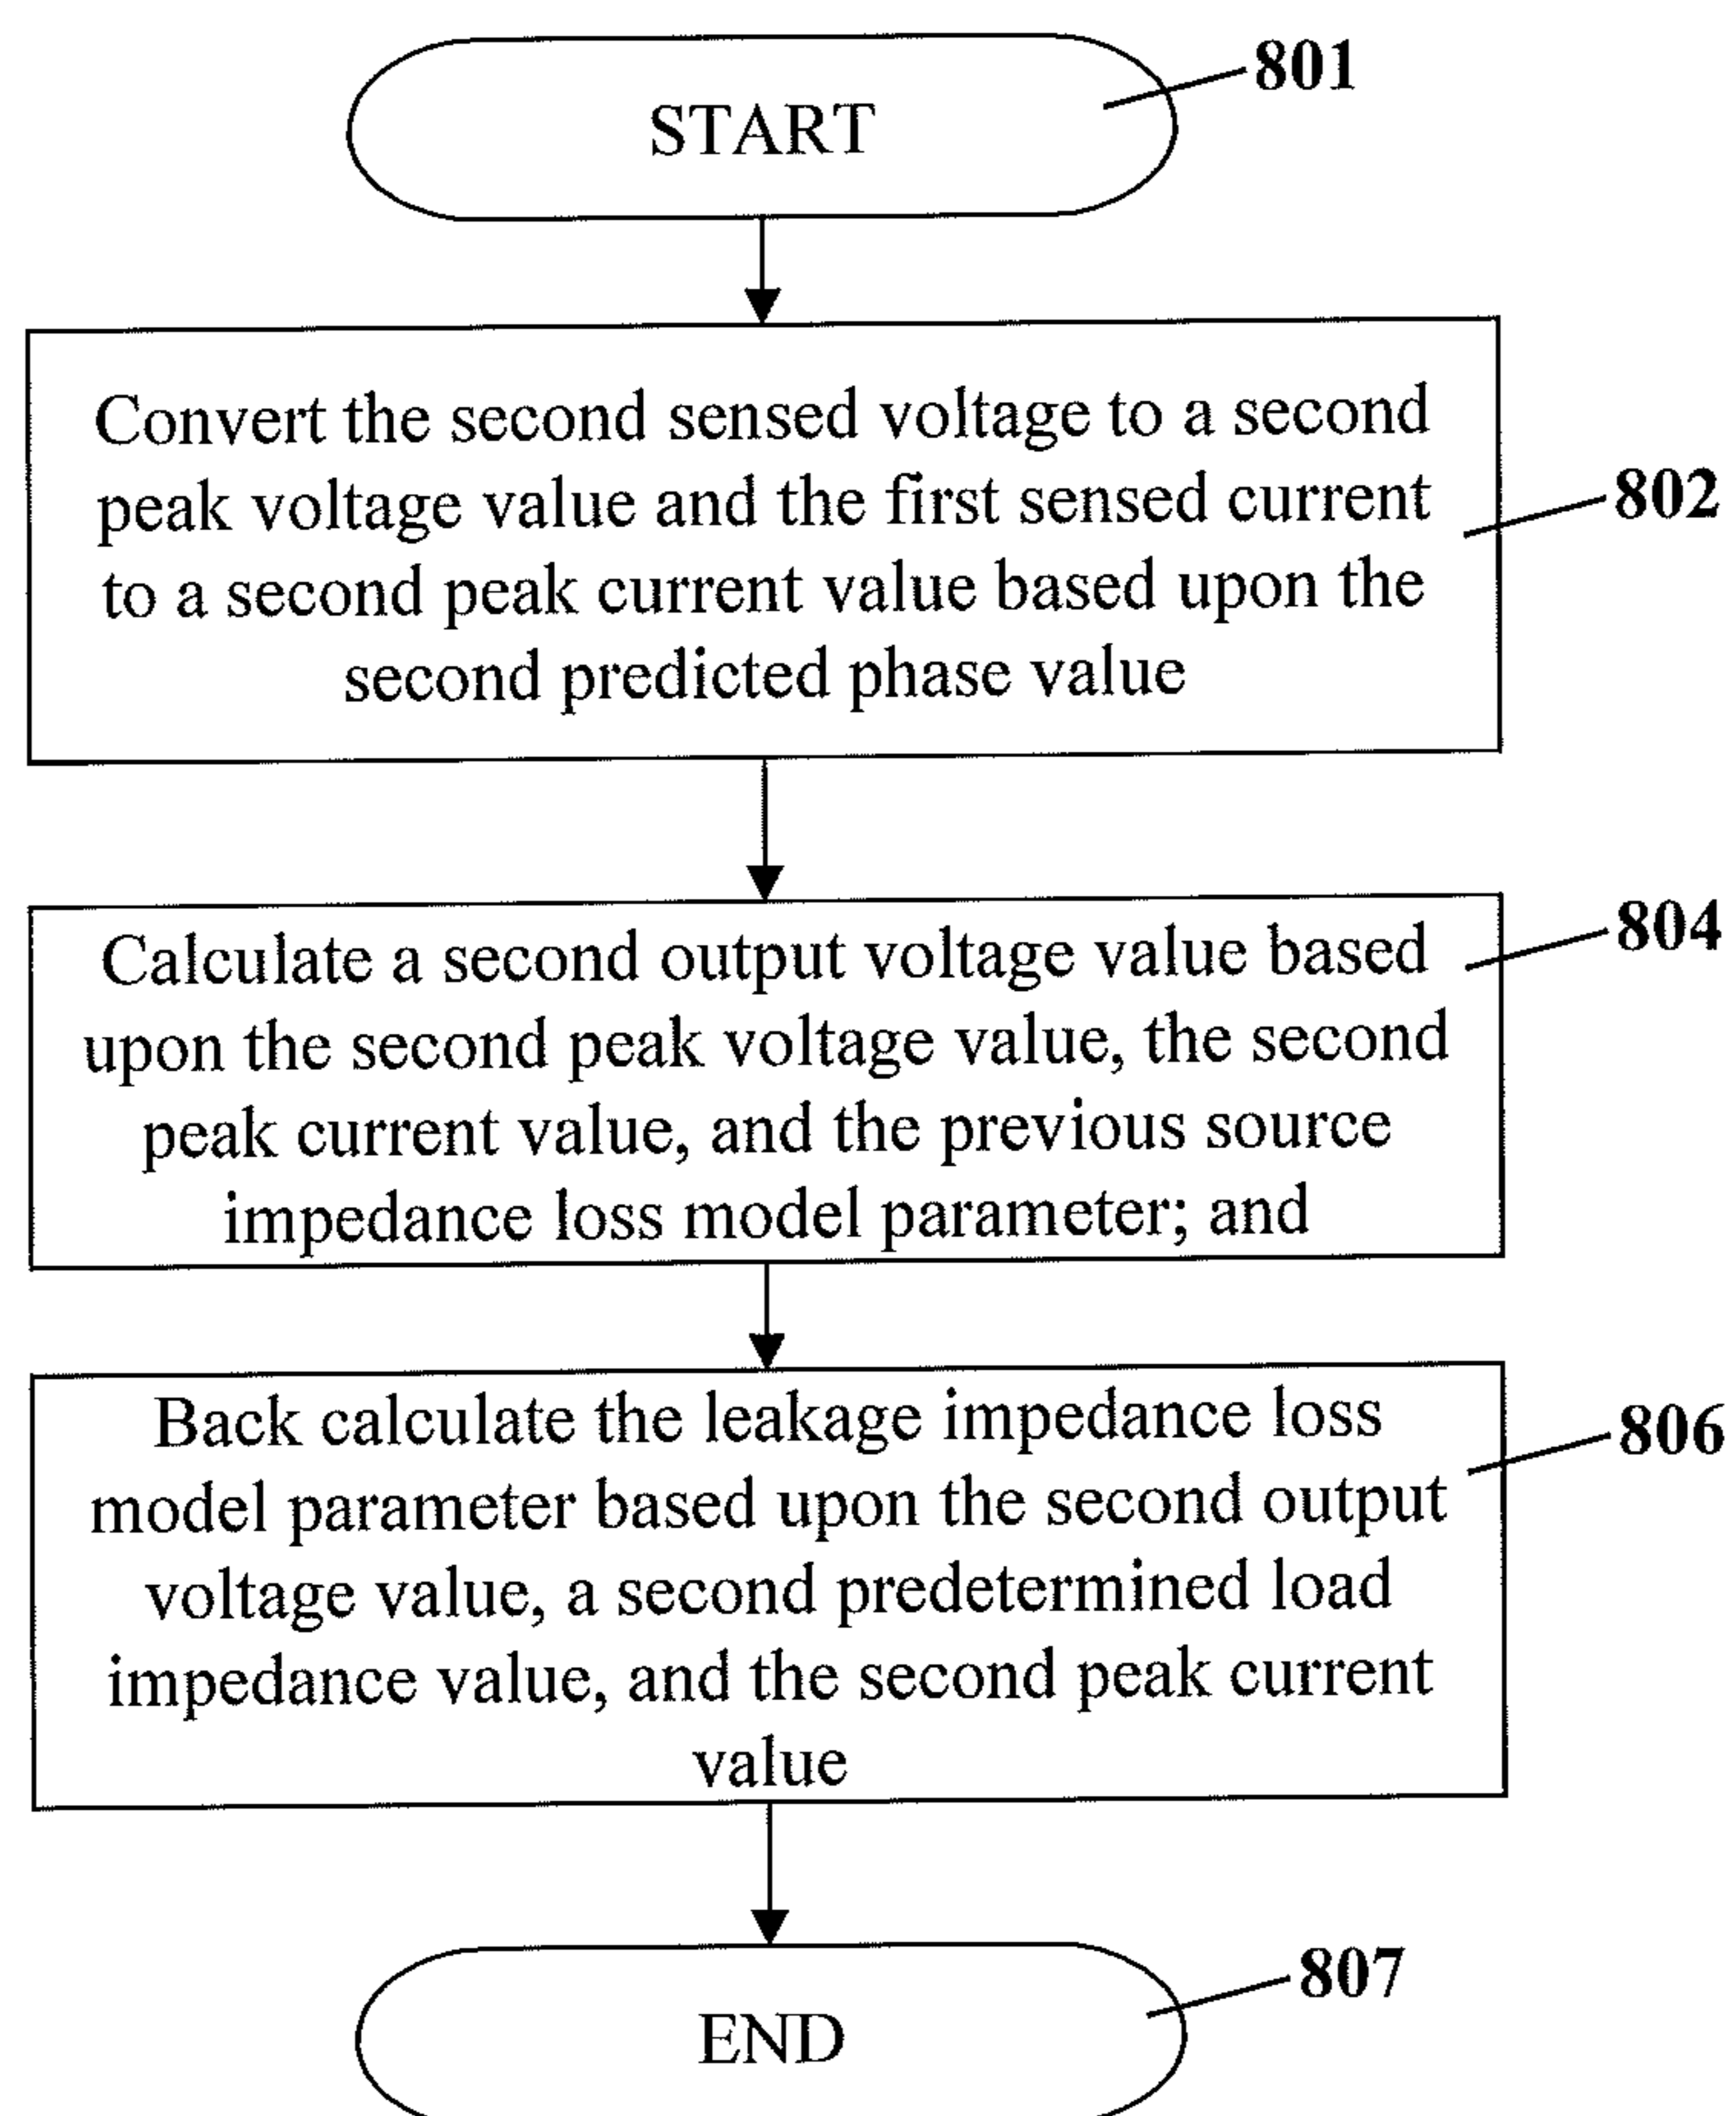 START
801
Convert the second sensed voltage to a second
peak voltage value and the first sensed current
to a second peak current value based upon the
second predicted phase value
802
Calculate a second output voltage value based
upon the second peak voltage value, the second
peak current value, and the previous source
impedance loss model parameter; and
804
Back calculate the leakage impedance loss
model parameter based upon the second output
voltage value, a second predetermined load
impedance value, and the second peak current
value
806
END
807